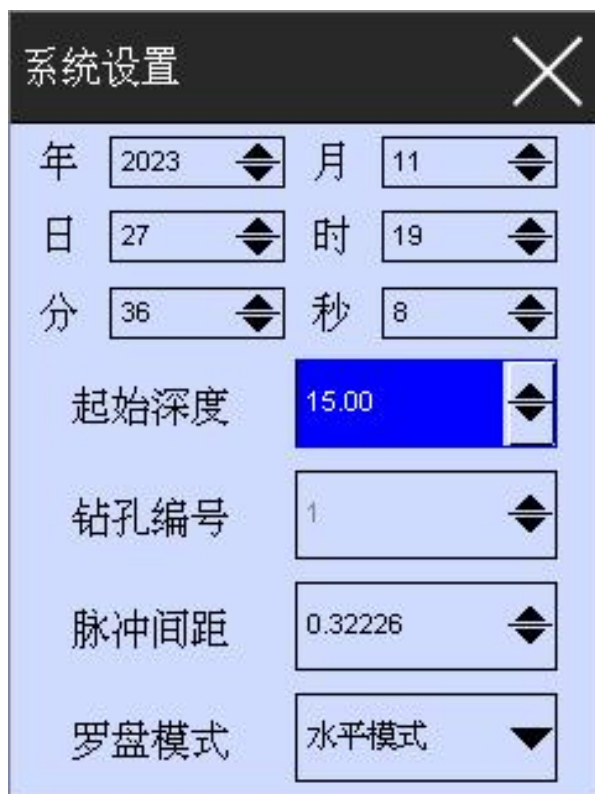 系统设置
年 2023 月 11
日 27 时 19
分 36 秒 8
起始深度 15.00
钻孔编号 1
脉冲间距 0.32226
罗盘模式 水平模式